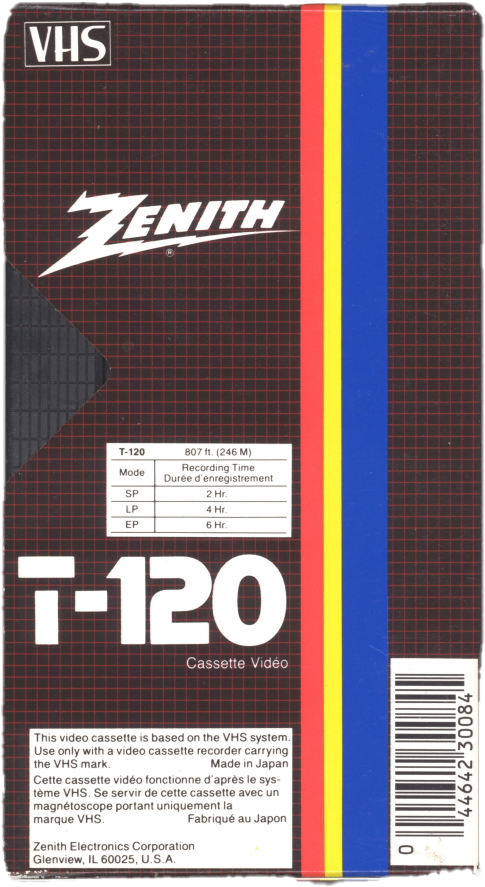 VHS
ZENITH
®
T-120 807 ft. (246 M)
Mode Recording Time
Durée d'enregistrement
SP 2 Hr.
LP 4 Hr.
EP 6 Hr.
T-120
Cassette Vidéo
This video cassette is based on the VHS system.
Use only with a video cassette recorder carrying
the VHS mark. Made in Japan
Cette cassette vidéo fonctionne d'après le sys-
tème VHS. Se servir de cette cassette avec un
magnétoscope portant uniquement la
marque VHS. Fabriqué au Japon
Zenith Electronics Corporation
Glenview, IL 60025, U.S.A.
0 44642 30084